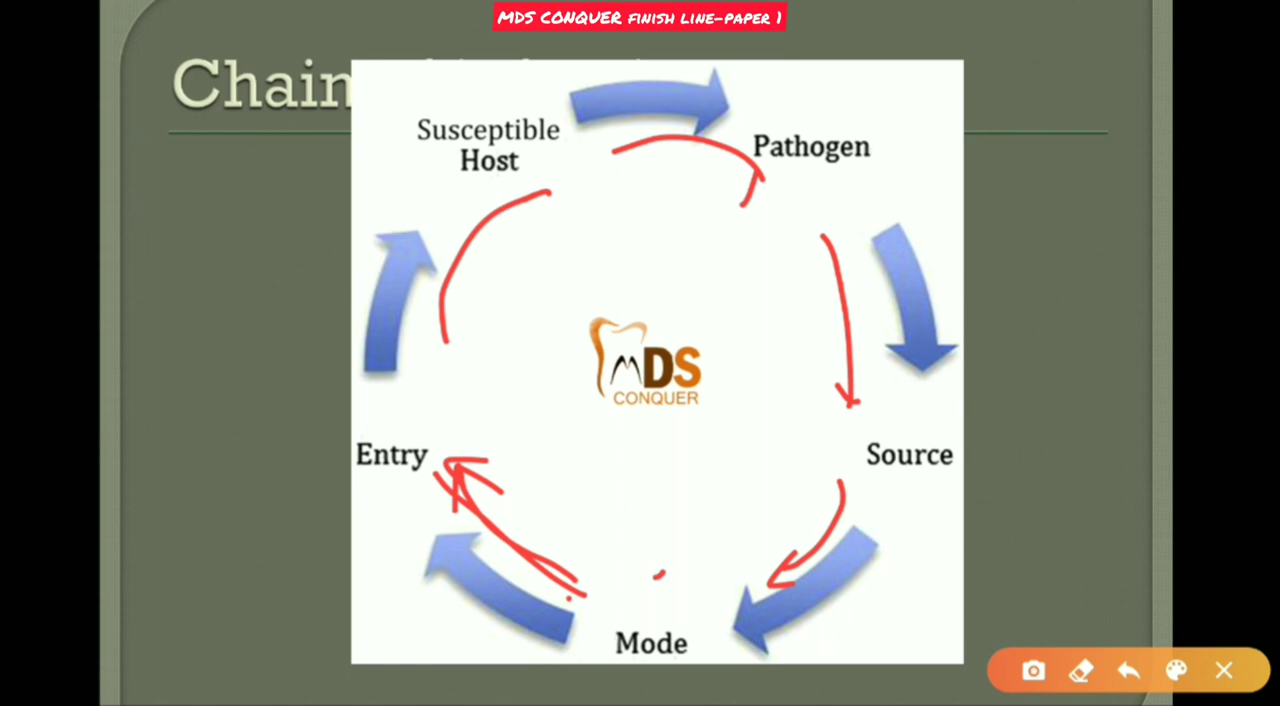 MDS CONQUER FINISH LINE-PAPER 1
Chain
Susceptible
Host
Pathogen
MDS
CONQUER
Entry
Source
Mode